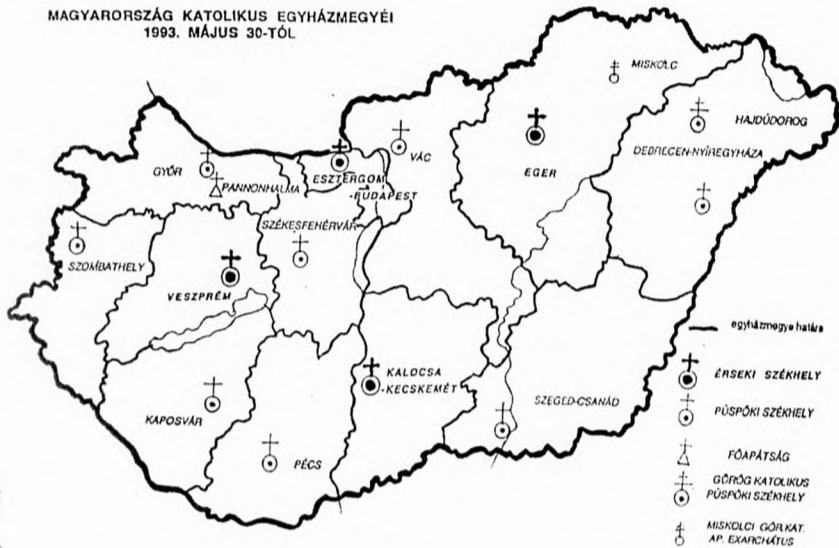 MAGYARORSZÁG KATOLIKUS EGYHÁZMEGYÉI
1993. MÁJUS 30-TÓL
MISKOLC
HAJDÚDOROG
DEBRECEN-NYÍREGYHÁZA
VÁC
EGER
GYŐR
PANNONHALMA
ESZTERGOM
-BUDAPEST
SZÉKESFEHÉRVÁR
SZOMBATHELY
VESZPRÉM
KALOCSA
-KECSKEMÉT
KAPOSVÁR
PÉCS
SZEGED-CSANÁD
egyházmegye határa
ÉRSEKI SZÉKHELY
PÜSPÖKI SZÉKHELY
FŐAPÁTSÁG
GÖRÖG KATOLIKUS
PÜSPÖKI SZÉKHELY
MISKOLCI GÖR.KAT.
AP. EXARCHÁTUS